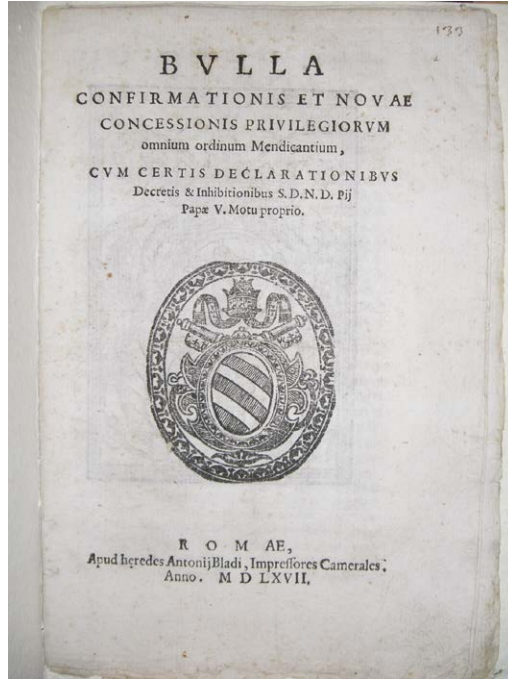 133
BVLLA
CONFIRMATIONIS ET NOVAE
CONCESSIONIS PRIVILEGIORVM
omnium ordinum Mendicantium,
CVM CERTIS DECLARATIONIBVS
Decretis & Inhibitionibus S. D. N. D. Pij
Papæ V. Motu proprio.
ROMAE,
Apud heredes Antonij Bladi, Impreſſores Camerales.
Anno. M D LXVII.